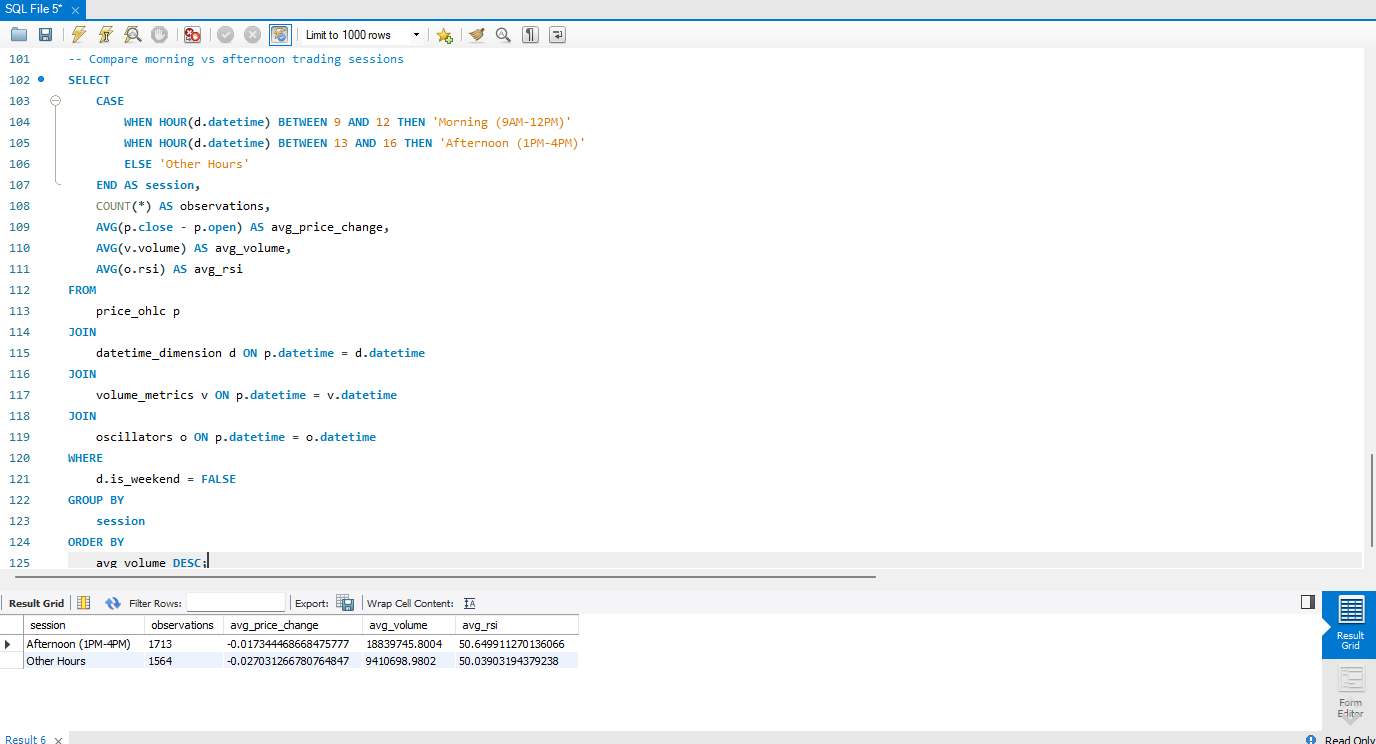 SQL File 5*
Limit to 1000 rows
101 -- Compare morning vs afternoon trading sessions
102 SELECT
103 CASE
104 WHEN HOUR(d.datetime) BETWEEN 9 AND 12 THEN 'Morning (9AM-12PM)'
105 WHEN HOUR(d.datetime) BETWEEN 13 AND 16 THEN 'Afternoon (1PM-4PM)'
106 ELSE 'Other Hours'
107 END AS session,
108 COUNT(*) AS observations,
109 AVG(p.close - p.open) AS avg_price_change,
110 AVG(v.volume) AS avg_volume,
111 AVG(o.rsi) AS avg_rsi
112 FROM
113 price_ohlc p
114 JOIN
115 datetime_dimension d ON p.datetime = d.datetime
116 JOIN
117 volume_metrics v ON p.datetime = v.datetime
118 JOIN
119 oscillators o ON p.datetime = o.datetime
120 WHERE
121 d.is_weekend = FALSE
122 GROUP BY
123 session
124 ORDER BY
125 avg_volume DESC;
Result Grid Filter Rows: Export: Wrap Cell Content:
session observations avg_price_change avg_volume avg_rsi
Afternoon (1PM-4PM) 1713 -0.017344468668475777 18839745.8004 50.649911270136066
Other Hours 1564 -0.027031266780764847 9410698.9802 50.03903194379238
Result
Grid
Form
Editor
Result 6
Read Only